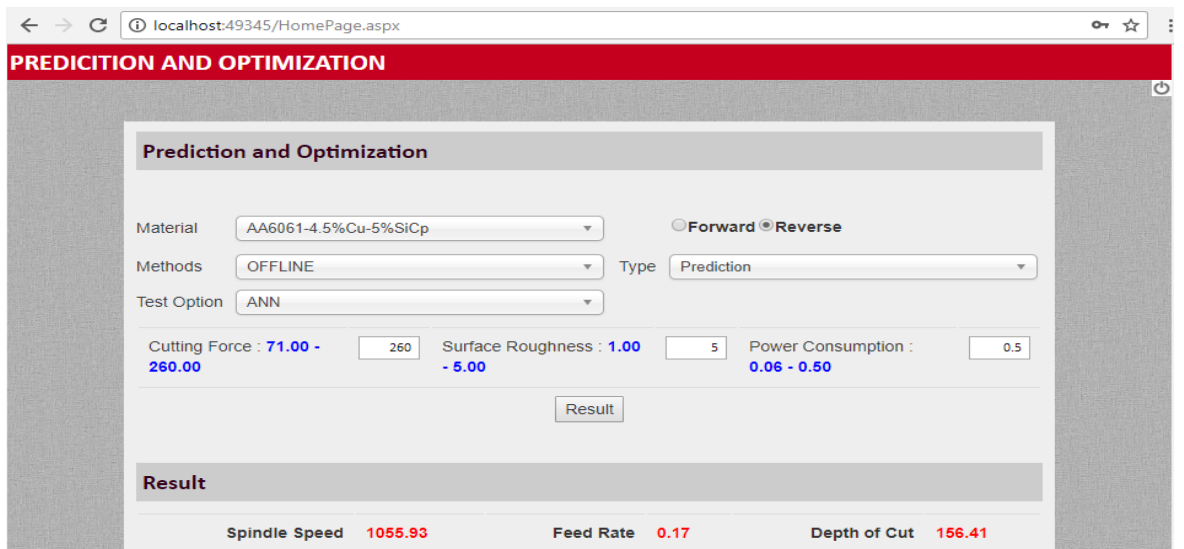 localhost:49345/HomePage.aspx
PREDICITION AND OPTIMIZATION
Prediction and Optimization
Material AA6061-4.5%Cu-5%SiCp Forward Reverse
Methods OFFLINE Type Prediction
Test Option ANN
Cutting Force : 71.00 - 260 Surface Roughness : 1.00 5 Power Consumption : 0.5
260.00 - 5.00 0.06 - 0.50
Result
Result
Spindle Speed 1055.93 Feed Rate 0.17 Depth of Cut 156.41